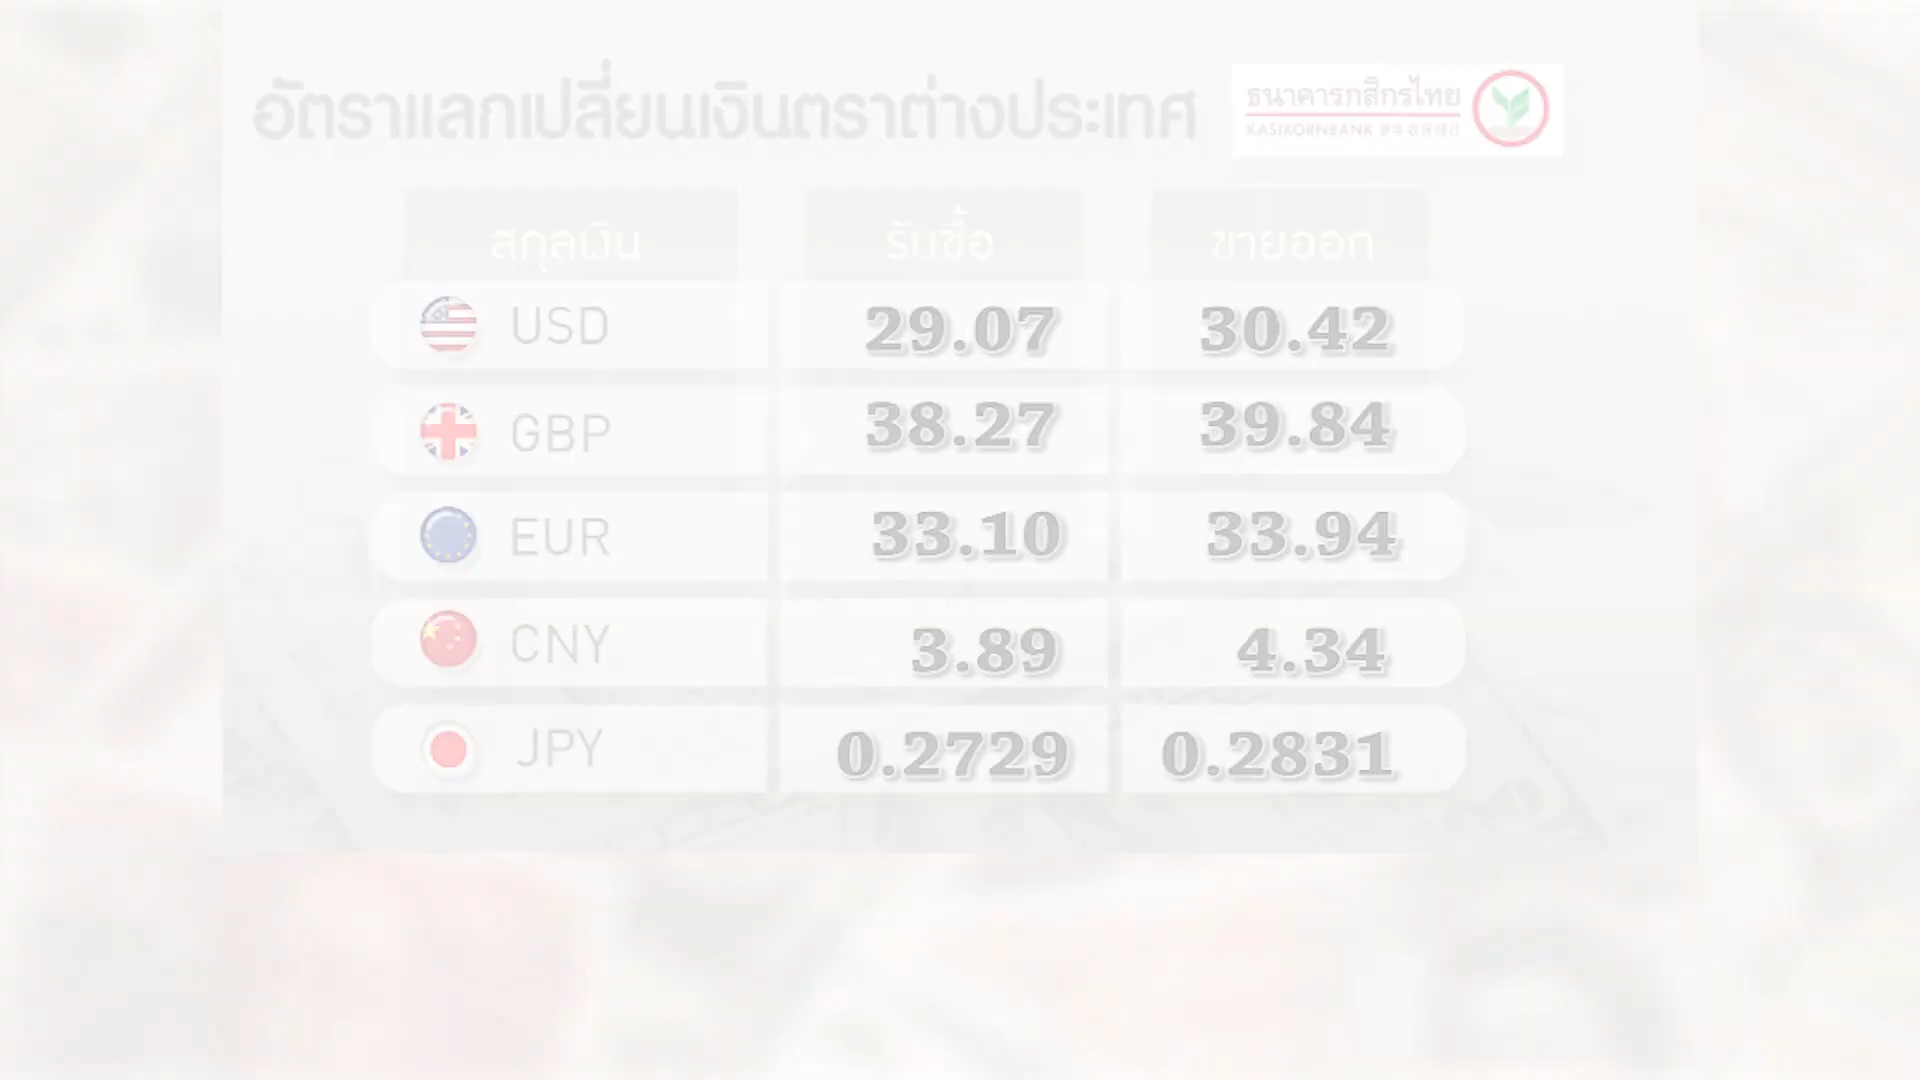 อัตราแลกเปลี่ยนเงินตราต่างประเทศ
ธนาคารกสิกรไทย
KASIKORNBANK
สกุลเงิน รับซื้อ ขายออก
USD 29.07 30.42
GBP 38.27 39.84
EUR 33.10 33.94
CNY 3.89 4.34
JPY 0.2729 0.2831